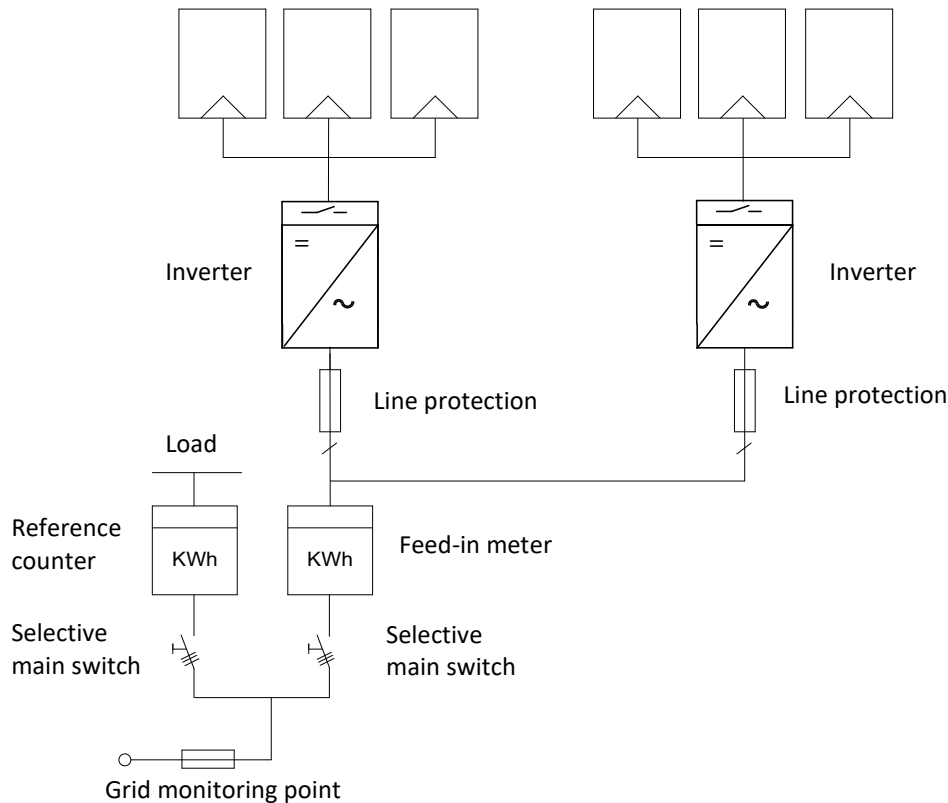 Inverter
Inverter
Line protection
Line protection
Load
Reference
counter
KWh
KWh
Feed-in meter
Selective
main switch
Selective
main switch
Grid monitoring point